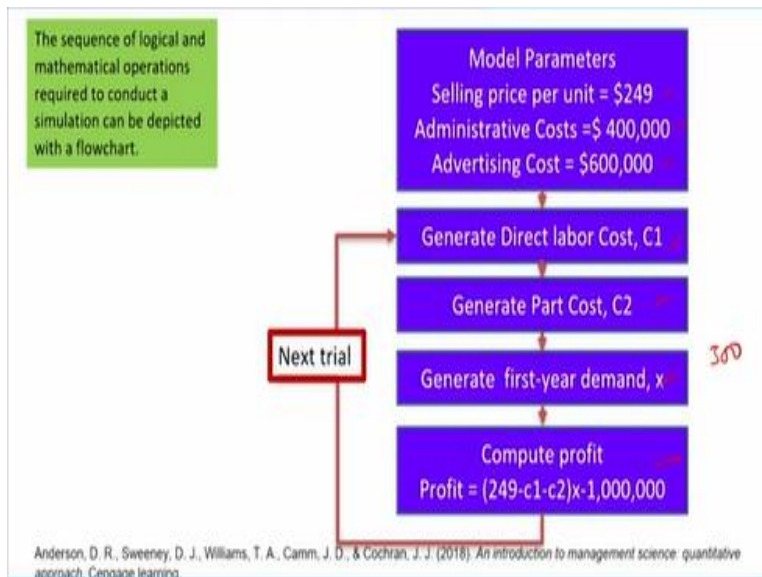 The sequence of logical and
mathematical operations
required to conduct a
simulation can be depicted
with a flowchart.
Model Parameters
Selling price per unit = $249
Administrative Costs =$ 400,000
Advertising Cost = $600,000
Generate Direct labor Cost, C1
Generate Part Cost, C2
Next trial
300
Generate first-year demand, x
Compute profit
Profit = (249-c1-c2)x-1,000,000
Anderson, D. R., Sweeney, D. J., Williams, T. A., Camm, J. D., & Cochran, J. J. (2018). An introduction to management science: quantitative
approach. Cengage learning